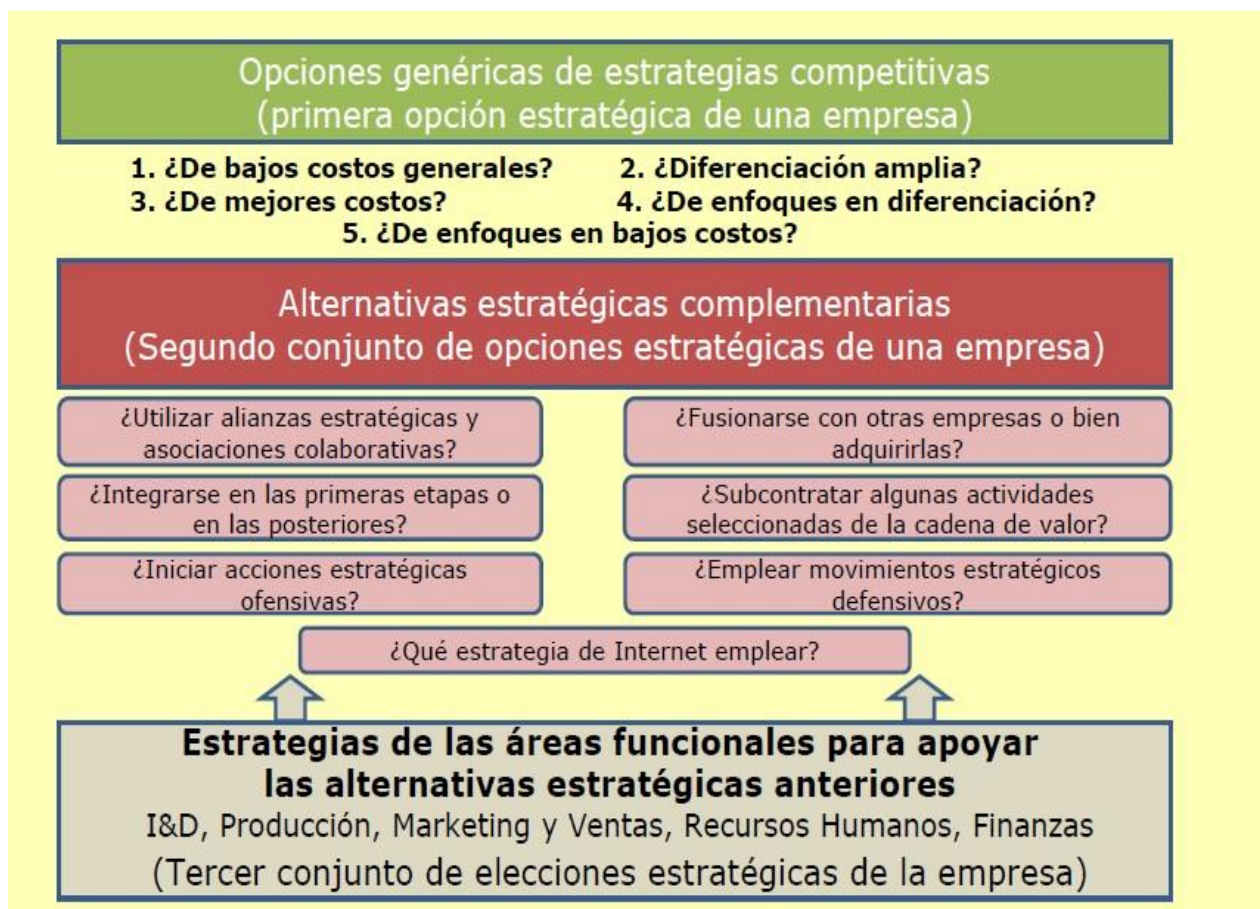 Opciones genéricas de estrategias competitivas
(primera opción estratégica de una empresa)
1. ¿De bajos costos generales? 2. ¿Diferenciación amplia?
3. ¿De mejores costos? 4. ¿De enfoques en diferenciación?
5. ¿De enfoques en bajos costos?
Alternativas estratégicas complementarias
(Segundo conjunto de opciones estratégicas de una empresa)
¿Utilizar alianzas estratégicas y
asociaciones colaborativas?
¿Fusionarse con otras empresas o bien
adquirirlas?
¿Integrarse en las primeras etapas o
en las posteriores?
¿Subcontratar algunas actividades
seleccionadas de la cadena de valor?
¿Iniciar acciones estratégicas
ofensivas?
¿Emplear movimientos estratégicos
defensivos?
¿Qué estrategia de Internet emplear?
Estrategias de las áreas funcionales para apoyar
las alternativas estratégicas anteriores
I&D, Producción, Marketing y Ventas, Recursos Humanos, Finanzas
(Tercer conjunto de elecciones estratégicas de la empresa)